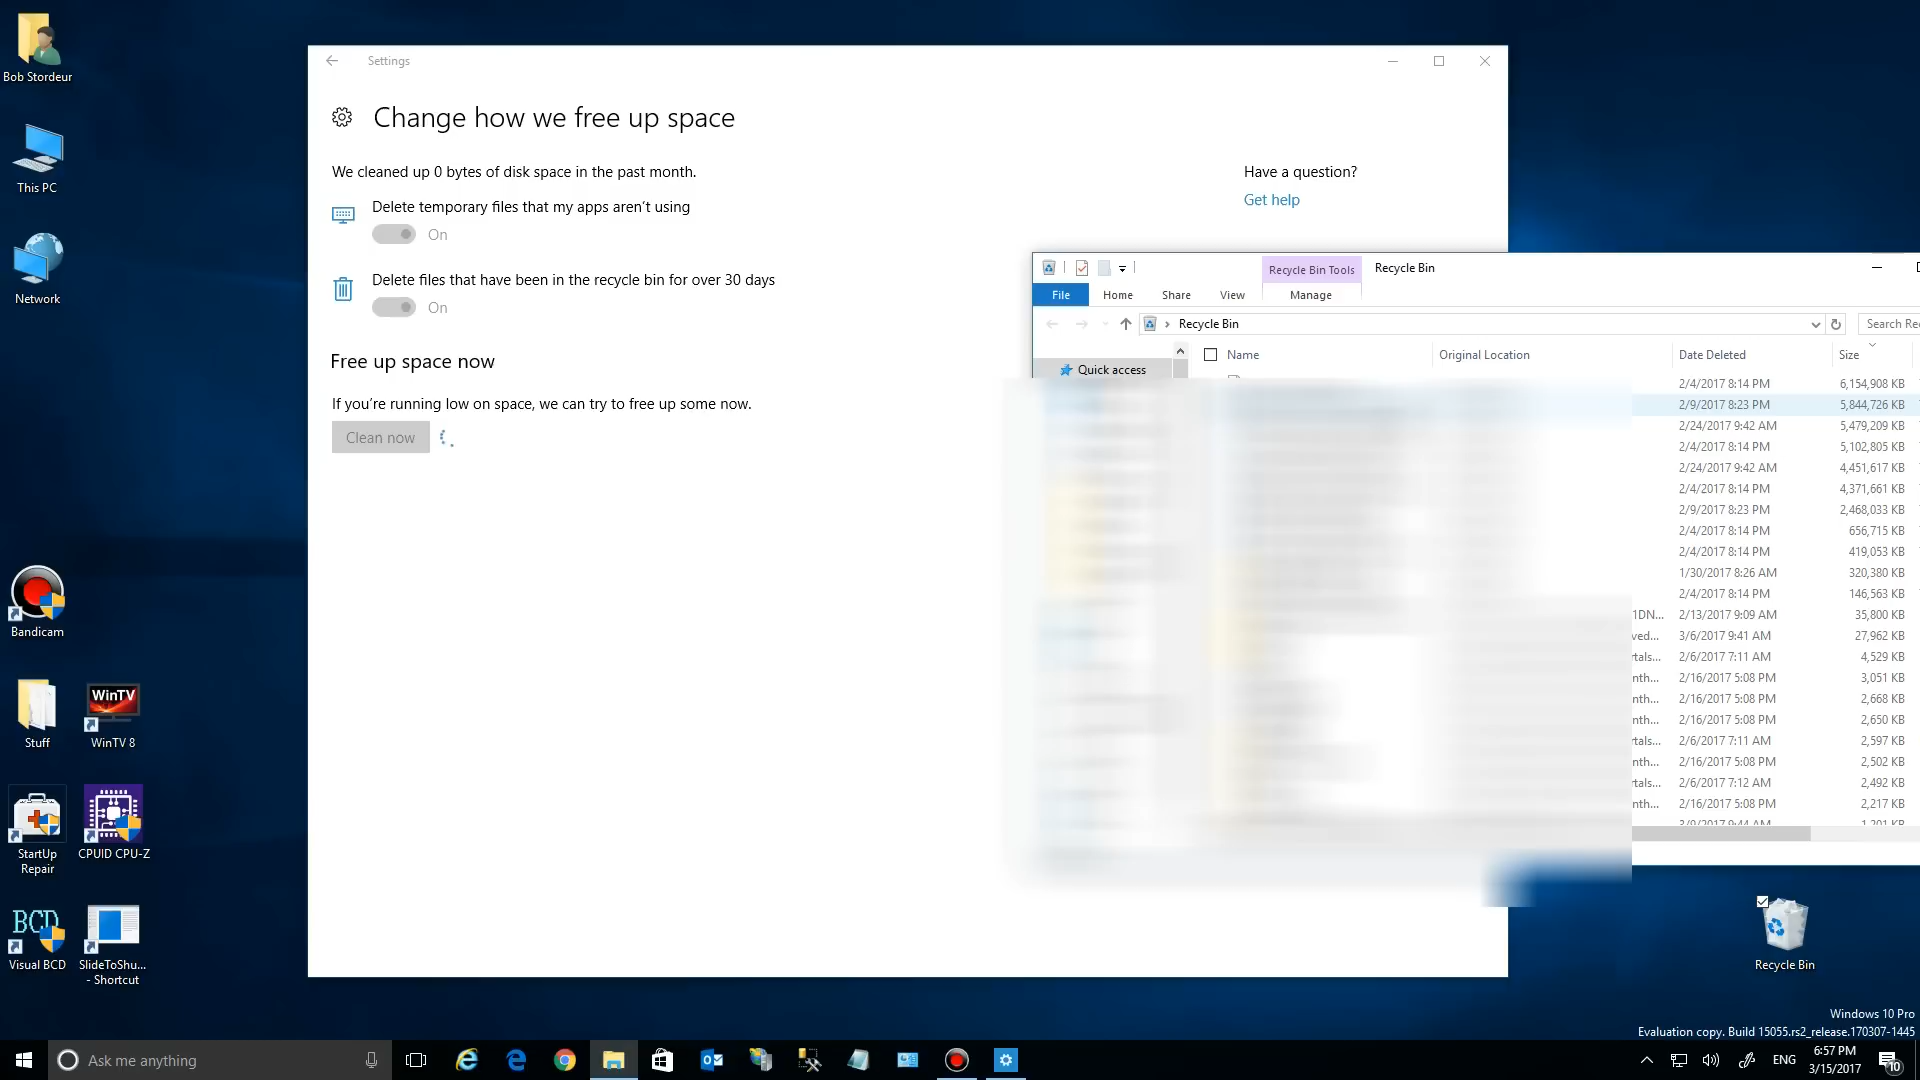 Bob Stordeur
This PC
Network
Bandicam
Stuff
WinTV
WinTV 8
StartUp
Repair
CPUID CPU-Z
BCD
Visual BCD
SlideToShu...
- Shortcut
Settings
Change how we free up space
We cleaned up 0 bytes of disk space in the past month.
Delete temporary files that my apps aren't using
On
Delete files that have been in the recycle bin for over 30 days
On
Free up space now
If you're running low on space, we can try to free up some now.
Clean now
Have a question?
Get help
Recycle Bin Tools
Recycle Bin
File Home Share View Manage
Recycle Bin
Quick access
Name Original Location Date Deleted Size
2/4/2017 8:14 PM 6,154,908 KB
2/9/2017 8:23 PM 5,844,726 KB
2/24/2017 9:42 AM 5,479,209 KB
2/4/2017 8:14 PM 5,102,805 KB
2/24/2017 9:42 AM 4,451,617 KB
2/4/2017 8:14 PM 4,371,661 KB
2/9/2017 8:23 PM 2,468,033 KB
2/4/2017 8:14 PM 656,715 KB
2/4/2017 8:14 PM 419,053 KB
1/30/2017 8:26 AM 320,380 KB
2/4/2017 8:14 PM 146,563 KB
1DN... 2/13/2017 9:09 AM 35,800 KB
ved... 3/6/2017 9:41 AM 27,962 KB
rtals... 2/6/2017 7:11 AM 4,529 KB
nth... 2/16/2017 5:08 PM 3,051 KB
nth... 2/16/2017 5:08 PM 2,668 KB
nth... 2/16/2017 5:08 PM 2,650 KB
rtals... 2/6/2017 7:11 AM 2,597 KB
nth... 2/16/2017 5:08 PM 2,502 KB
rtals... 2/6/2017 7:12 AM 2,492 KB
nth... 2/16/2017 5:08 PM 2,217 KB
Recycle Bin
Windows 10 Pro
Evaluation copy. Build 15055.rs2_release.170307-1445
Ask me anything
ENG
6:57 PM
3/15/2017
10